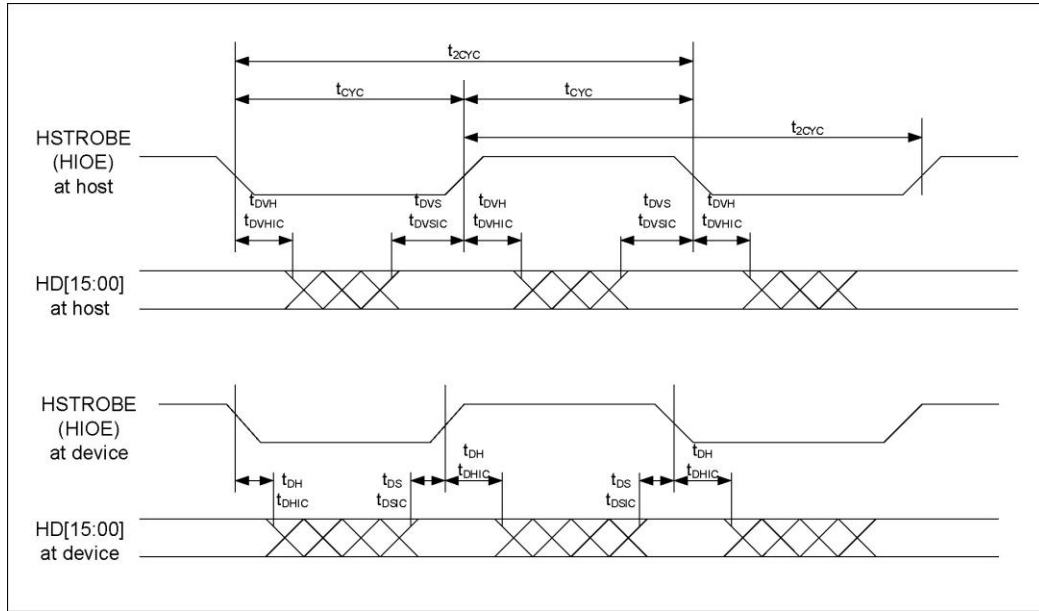 t2CYC
tCYC tCYC
t2CYC
HSTROBE
(HIOE)
at host
tDVH tDVS tDVH tDVS tDVH
tDVHIC tDVSIC tDVHIC tDVSIC tDVHIC
HD[15:00]
at host
HSTROBE
(HIOE)
at device
tDH tDH
tDH tDS tDHIC tDS tDHIC
tDHIC tDSIC tDSIC
HD[15:00]
at device